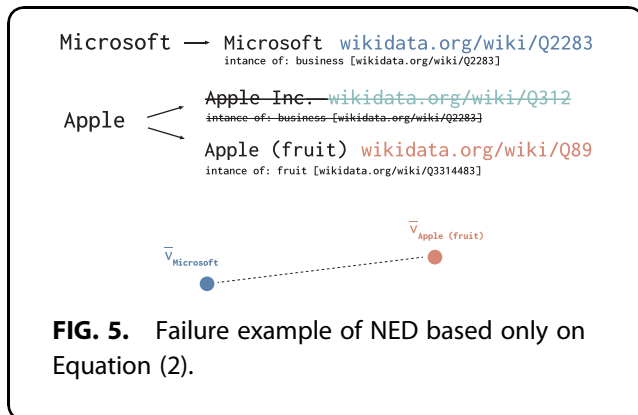 Microsoft Microsoft wikidata.org/wiki/Q2283
intance of: business [wikidata.org/wiki/Q2283]
Apple Inc. wikidata.org/wiki/Q312
intance of: business [wikidata.org/wiki/Q2283]
Apple
Apple (fruit) wikidata.org/wiki/Q89
intance of: fruit [wikidata.org/wiki/Q3314483]
V̅ Apple (fruit)
V̅ Microsoft
FIG. 5. Failure example of NED based only on
Equation (2).